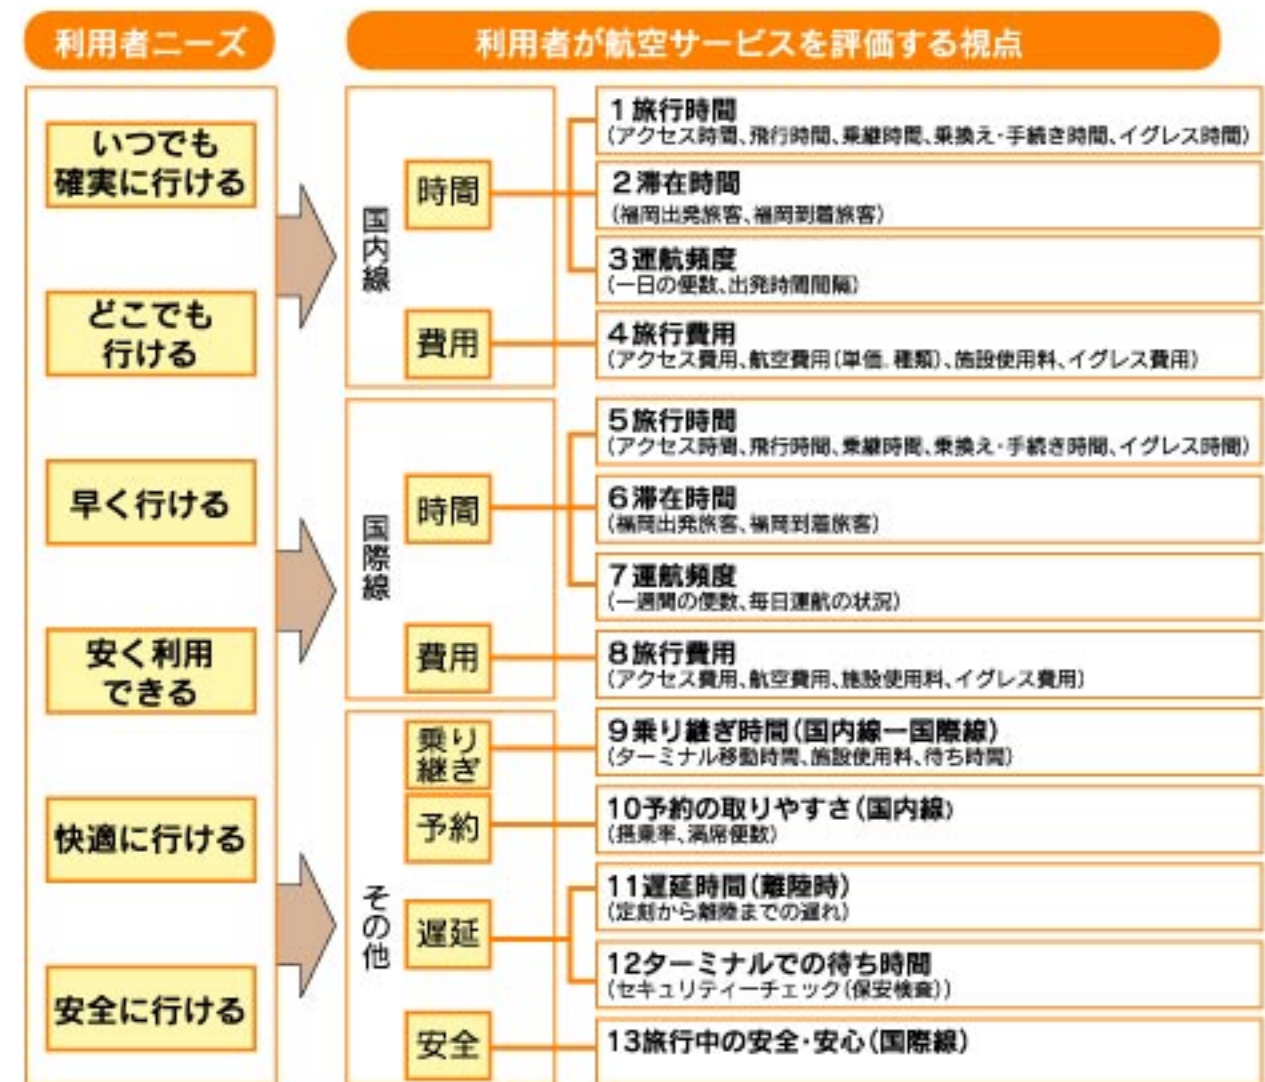 利用者ニーズ
利用者が航空サービスを評価する視点
いつでも
確実に行ける
どこでも
行ける
早く行ける
安く利用
できる
快適に行ける
安全に行ける
国内線
時間
1旅行時間
(アクセス時間、飛行時間、乗継時間、乗換え・手続き時間、イグレス時間)
2滞在時間
(福岡出発旅客、福岡到着旅客)
3運航頻度
(一日の便数、出発時間間隔)
費用
4旅行費用
(アクセス費用、航空費用(単価、種類)、施設使用料、イグレス費用)
国際線
時間
5旅行時間
(アクセス時間、飛行時間、乗継時間、乗換え・手続き時間、イグレス時間)
6滞在時間
(福岡出発旅客、福岡到着旅客)
7運航頻度
(一週間の便数、毎日運航の状況)
費用
8旅行費用
(アクセス費用、航空費用、施設使用料、イグレス費用)
その他
乗り
継ぎ
9乗り継ぎ時間(国内線ー国際線)
(ターミナル移動時間、施設使用料、待ち時間)
予約
10予約の取りやすさ(国内線)
(搭乗率、満席便数)
遅延
11遅延時間(離陸時)
(定刻から離陸までの遅れ)
12ターミナルでの待ち時間
(セキュリティーチェック(保安検査))
安全
13旅行中の安全・安心(国際線)